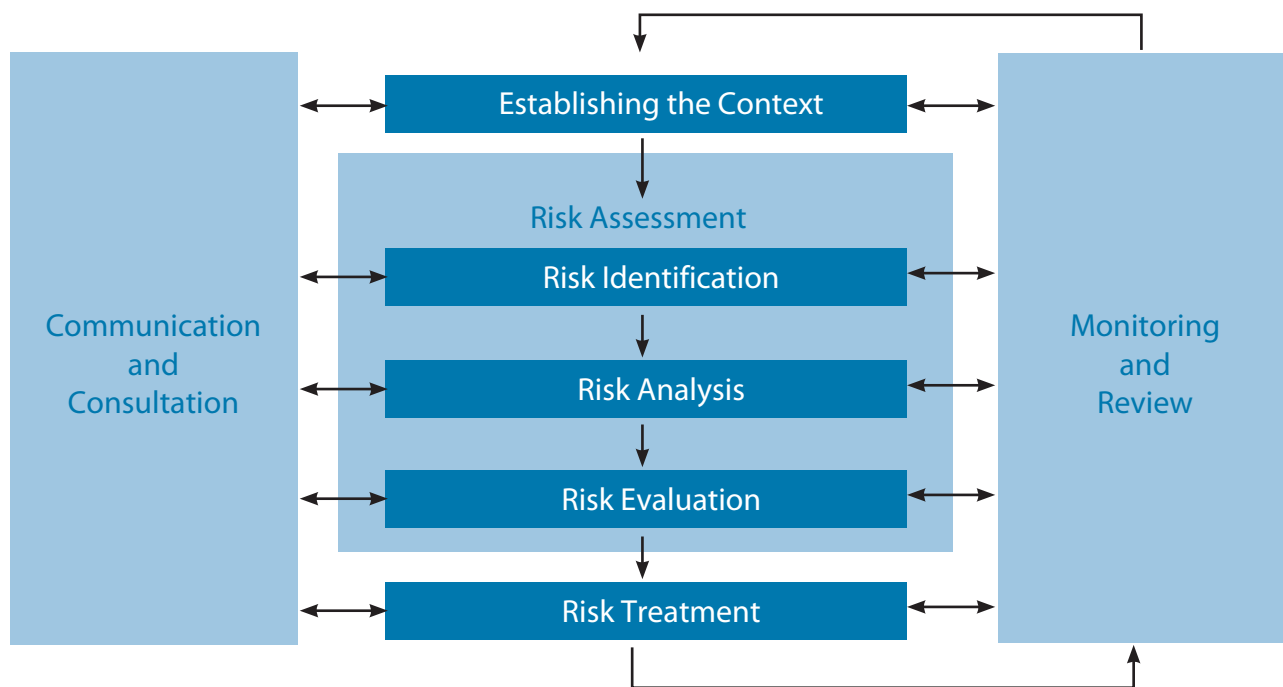 Establishing the Context
Risk Assessment
Risk Identification
Communication
and
Consultation
Monitoring
and
Review
Risk Analysis
Risk Evaluation
Risk Treatment